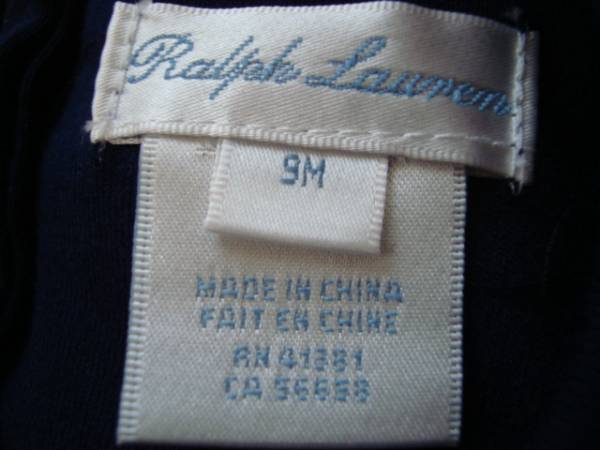 Ralph Lauren
9M
MADE IN CHINA
FAIT EN CHINE
RN 41381
CA 56658